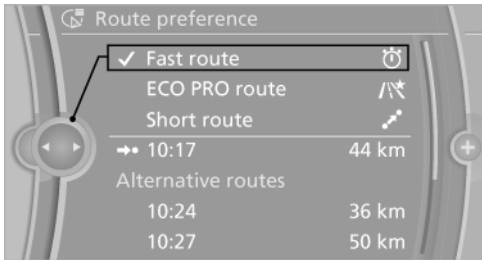 Route preference
✓ Fast route
ECO PRO route
Short route
10:17 44 km
Alternative routes
10:24 36 km
10:27 50 km